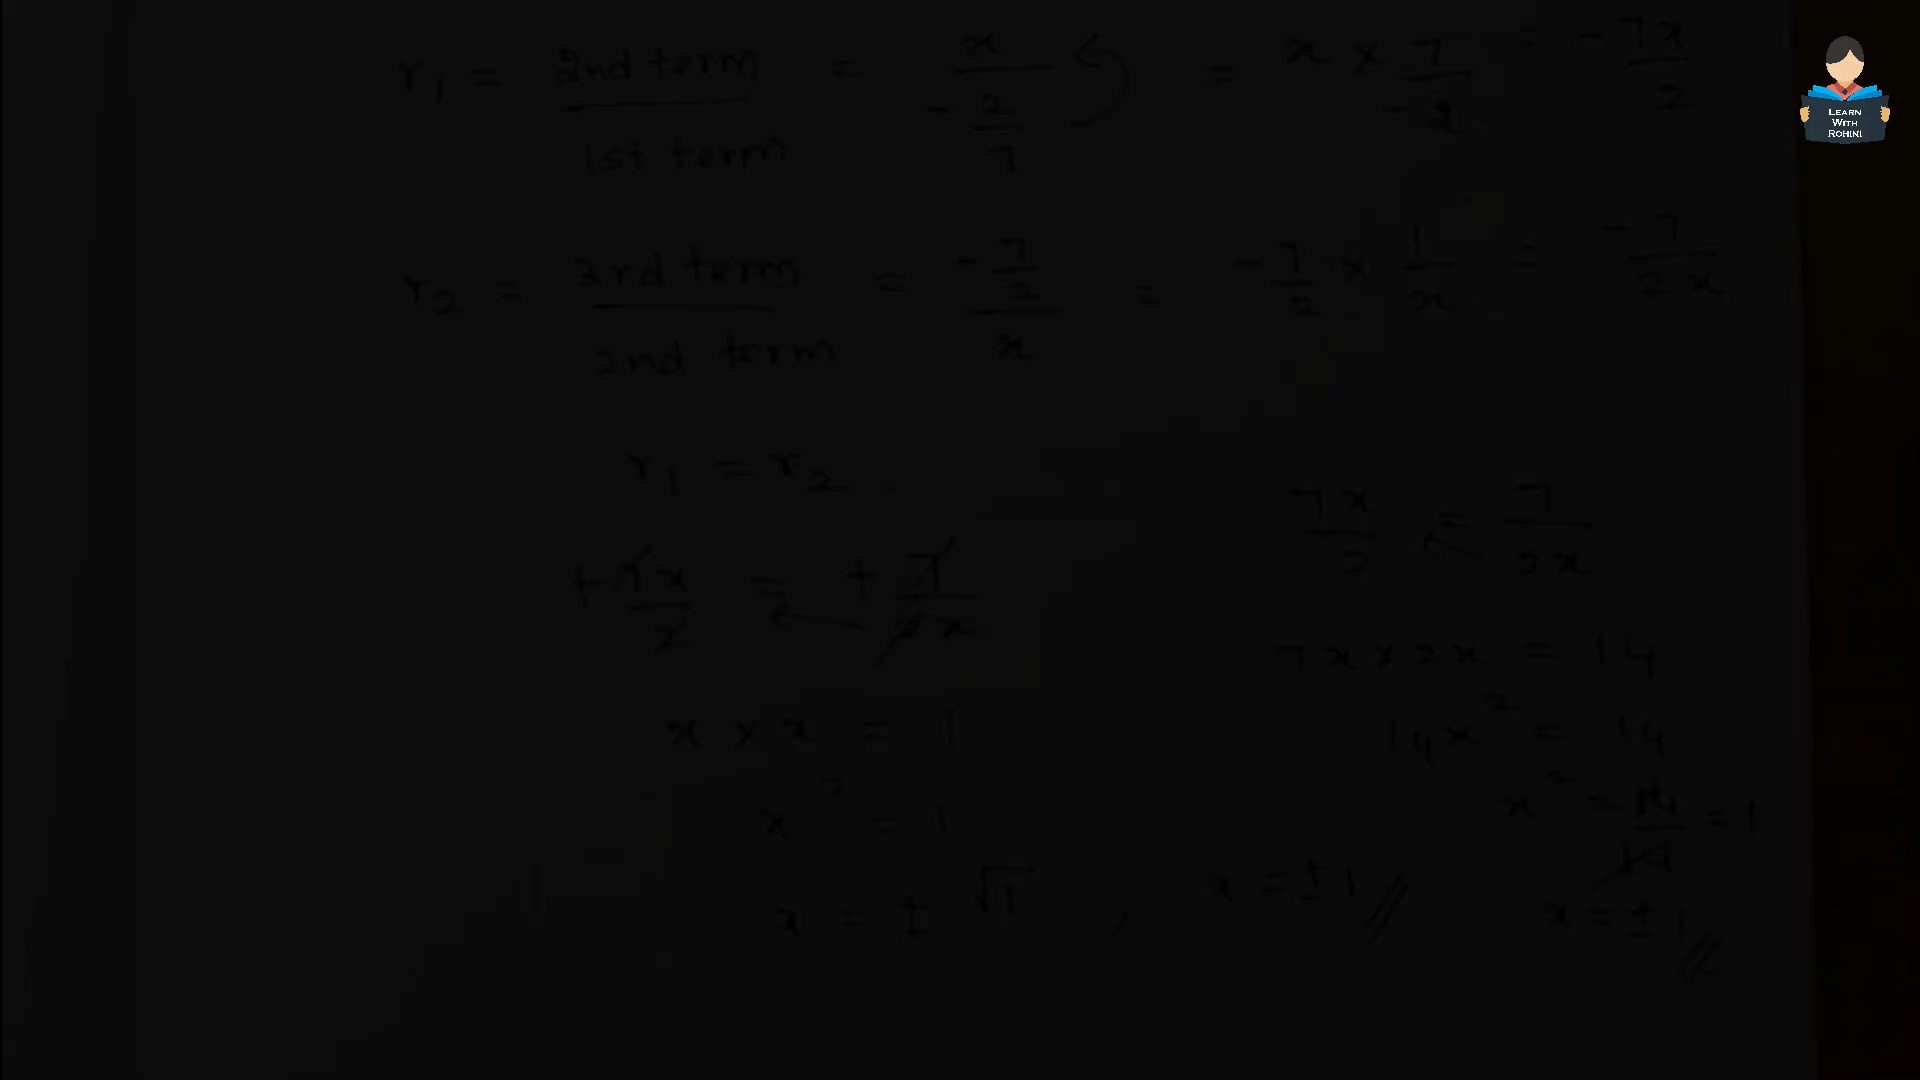 r₁ = 2nd term / 1st term = x / (-2/7) = x × 7/-2 = -7x/2
r₂ = 3rd term / 2nd term = (-7/2) / x = -7/2 × 1/x = -7/2x
r₁ = r₂.
+7x/2 = +7/2x
x × x = 1
x² = 1
x = ± √1 , x = ±1 //
7x/2 = 7/2x
7x × 2x = 14
14x² = 14
x² = 14/14 = 1
x = ±1 //
LEARN
WITH
ROHINI